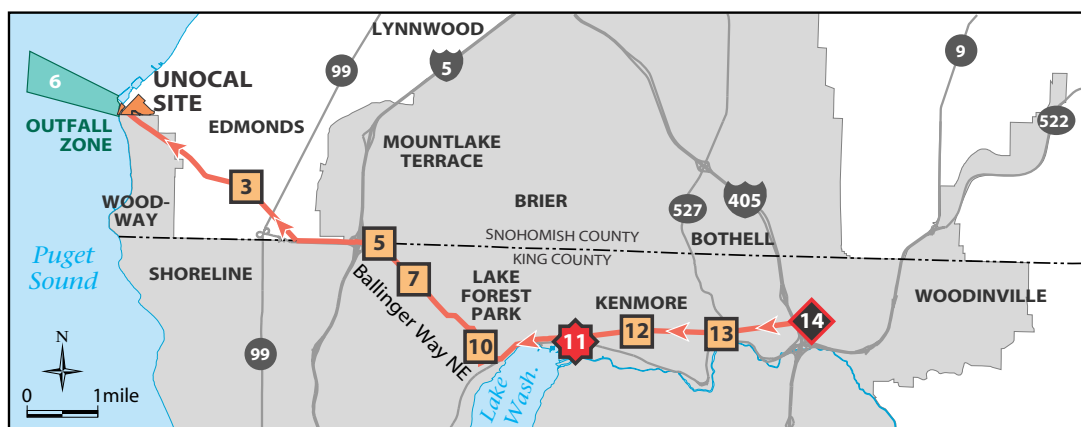 LYNNWOOD
5
99
9
6
UNOCAL
SITE
OUTFALL
ZONE
EDMONDS
522
MOUNTLAKE
TERRACE
3
WOOD-
WAY
BRIER
527
405
BOTHELL
SNOHOMISH COUNTY
KING COUNTY
5
Puget
Sound
SHORELINE
7
Ballinger Way NE
LAKE
FOREST
PARK
KENMORE
WOODINVILLE
10
11
12
13
14
99
Lake
Wash.
N
0 1mile